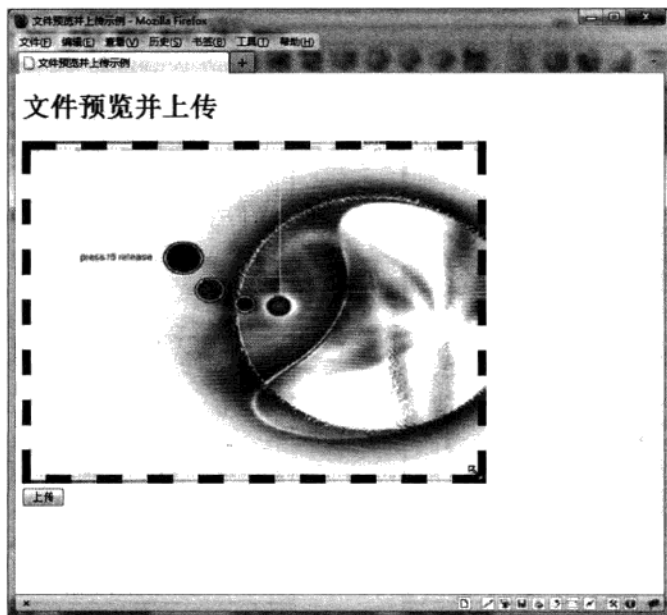 文件预览并上传示例 - Mozilla Firefox
文件(F) 编辑(E) 查看(V) 历史(S) 书签(B) 工具(T) 帮助(H)
文件预览并上传示例 +
文件预览并上传
press to release
上传